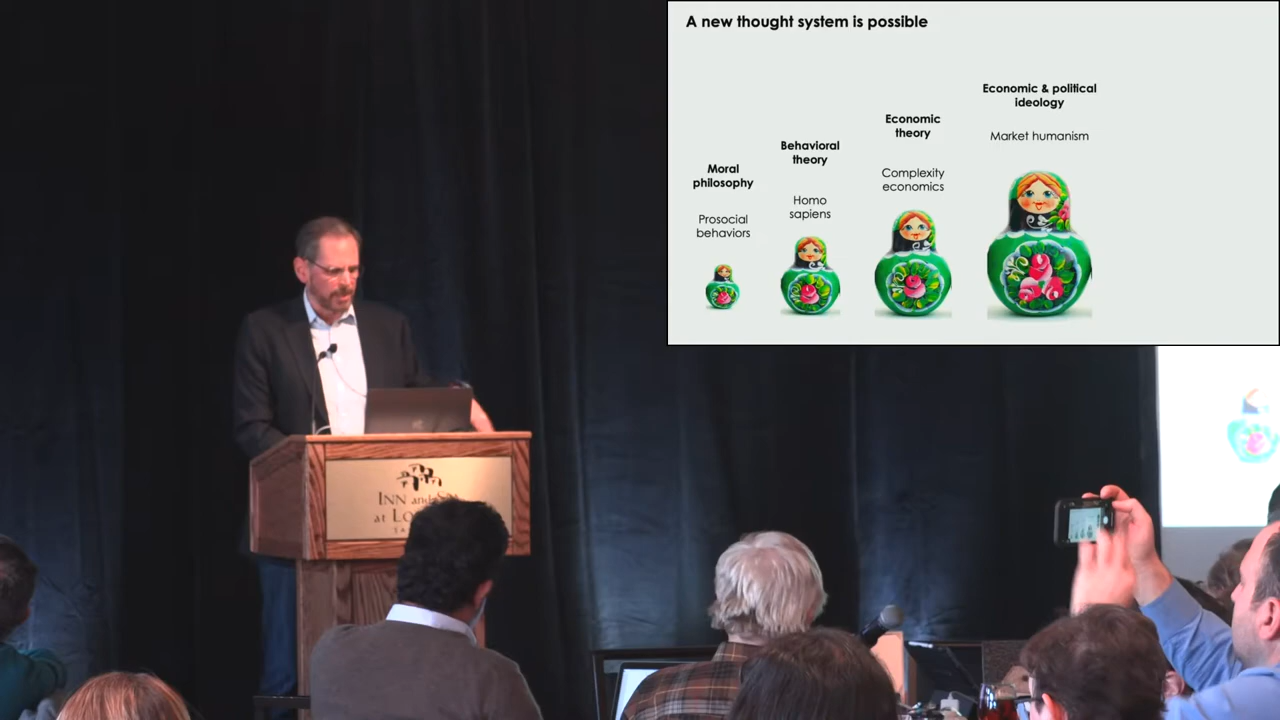 A new thought system is possible
Moral
philosophy
Prosocial
behaviors
Behavioral
theory
Homo
sapiens
Economic
theory
Complexity
economics
Economic & political
ideology
Market humanism
INN and
at